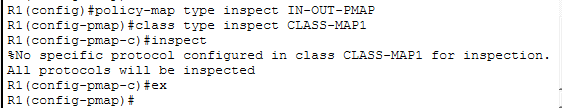 R1(config)#policy-map type inspect IN-OUT-PMAP
R1(config-pmap)#class type inspect CLASS-MAP1
R1(config-pmap-c)#inspect
%No specific protocol configured in class CLASS-MAP1 for inspection.
All protocols will be inspected
R1(config-pmap-c)#ex
R1(config-pmap)#